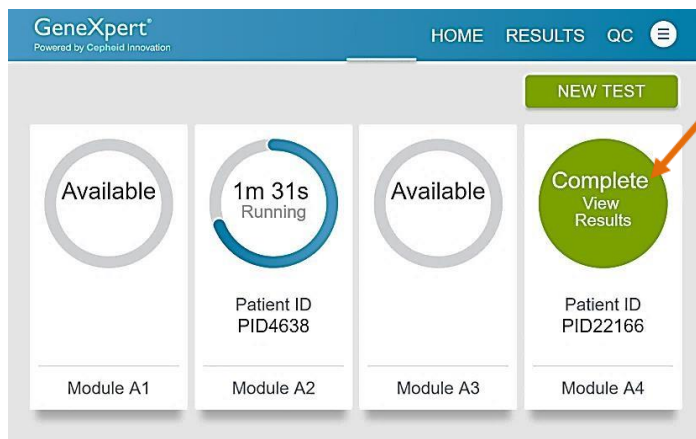 GeneXpert®
Powered by Cepheid Innovation
HOME RESULTS QC
NEW TEST
Available
Module A1
1m 31s
Running
Patient ID
PID4638
Module A2
Available
Module A3
Complete
View
Results
Patient ID
PID22166
Module A4